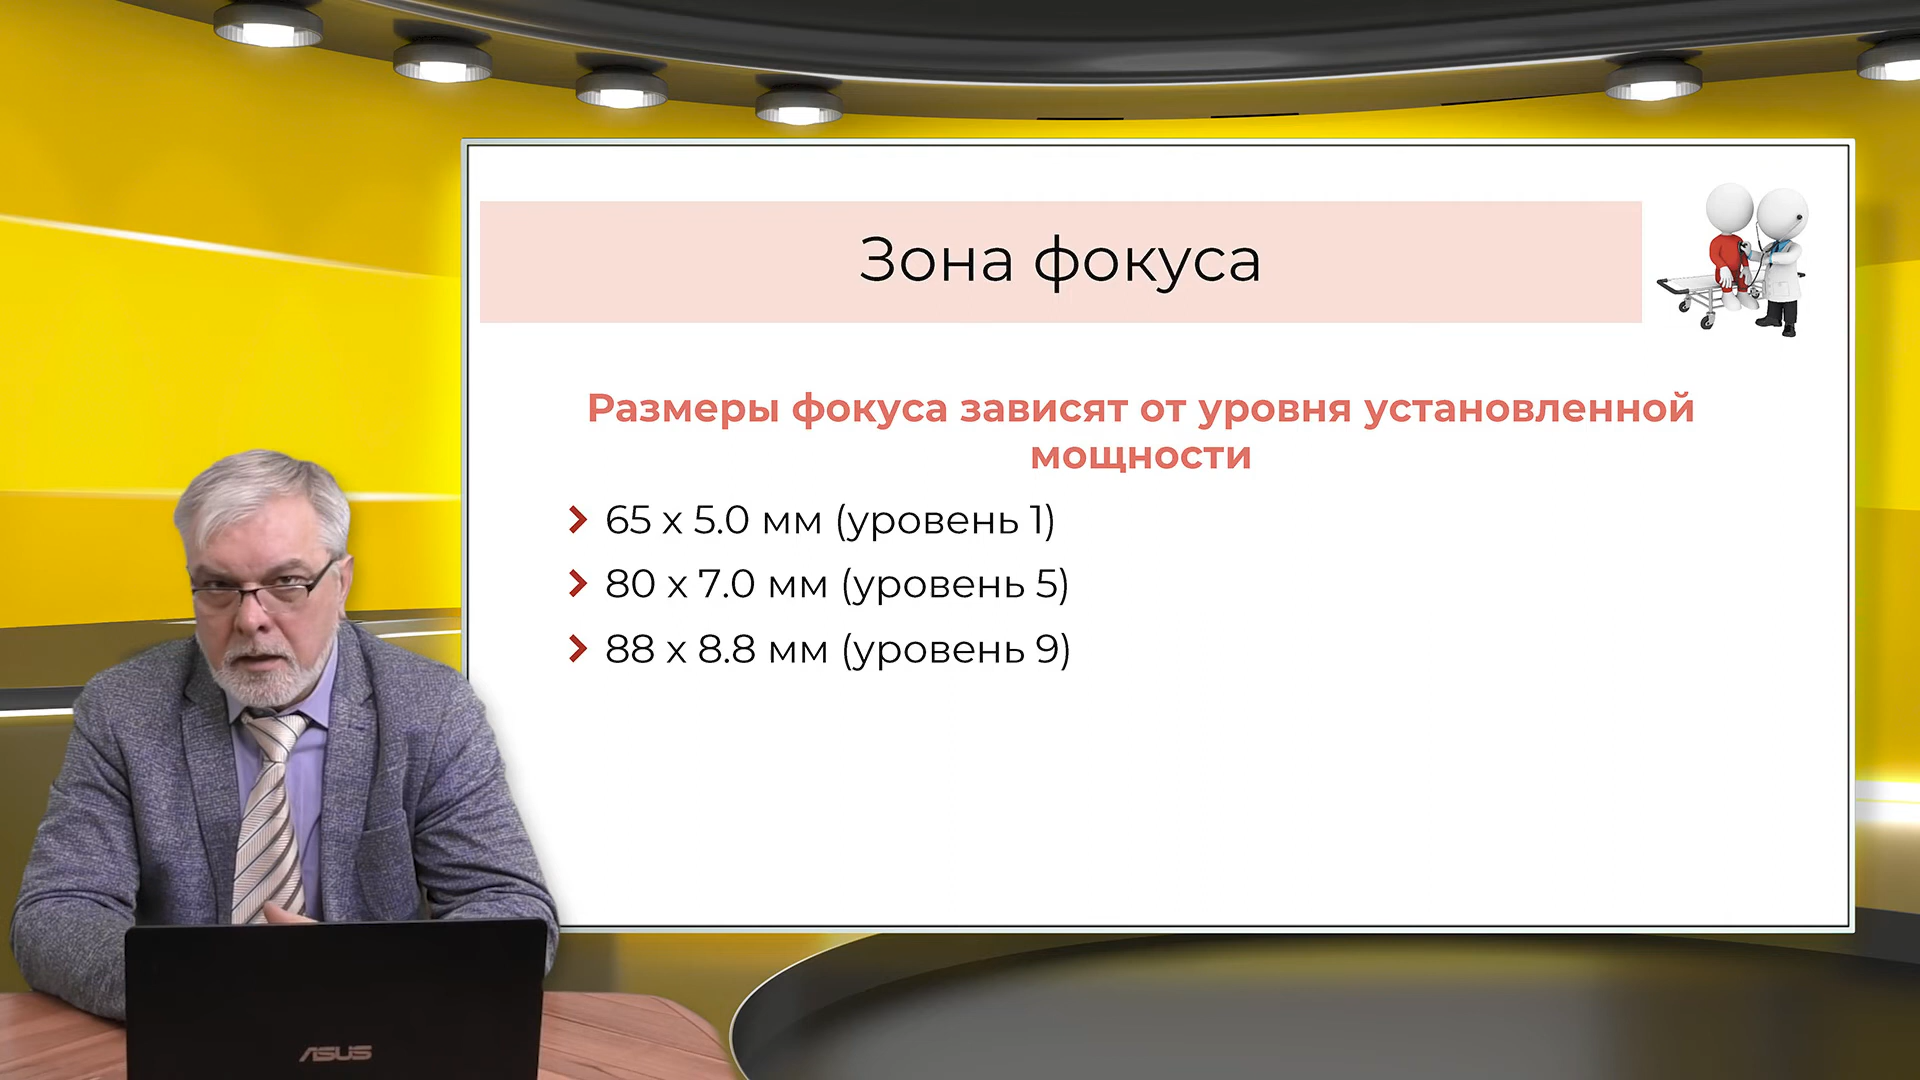 Зона фокуса
Размеры фокуса зависят от уровня установленной
мощности
65 x 5.0 мм (уровень 1)
80 x 7.0 мм (уровень 5)
88 x 8.8 мм (уровень 9)
ASUS